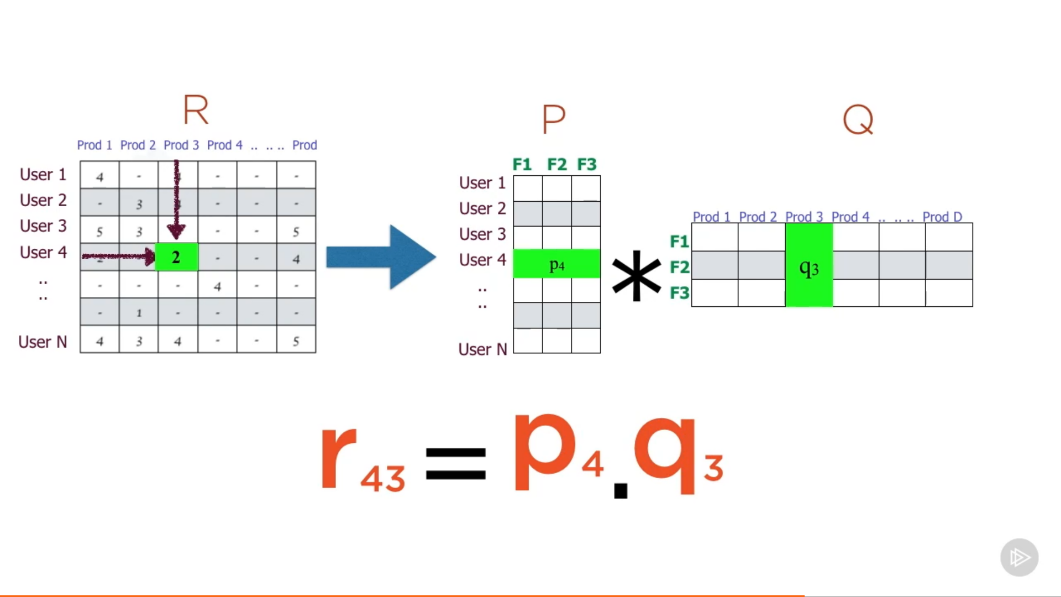 R
Prod 1 Prod 2 Prod 3 Prod 4 .. .. .. Prod
User 1 4 - - - -
User 2 - 3 - - -
User 3 5 3 - - 5
User 4 2 - - 4
.. - - - 4 - -
.. - 1 - - - -
User N 4 3 4 - - 5
P
F1 F2 F3
User 1
User 2
User 3
User 4 p4
..
..
User N
*
Q
Prod 1 Prod 2 Prod 3 Prod 4 .. .. .. Prod D
F1
F2 q3
F3
r43 = p4 . q3